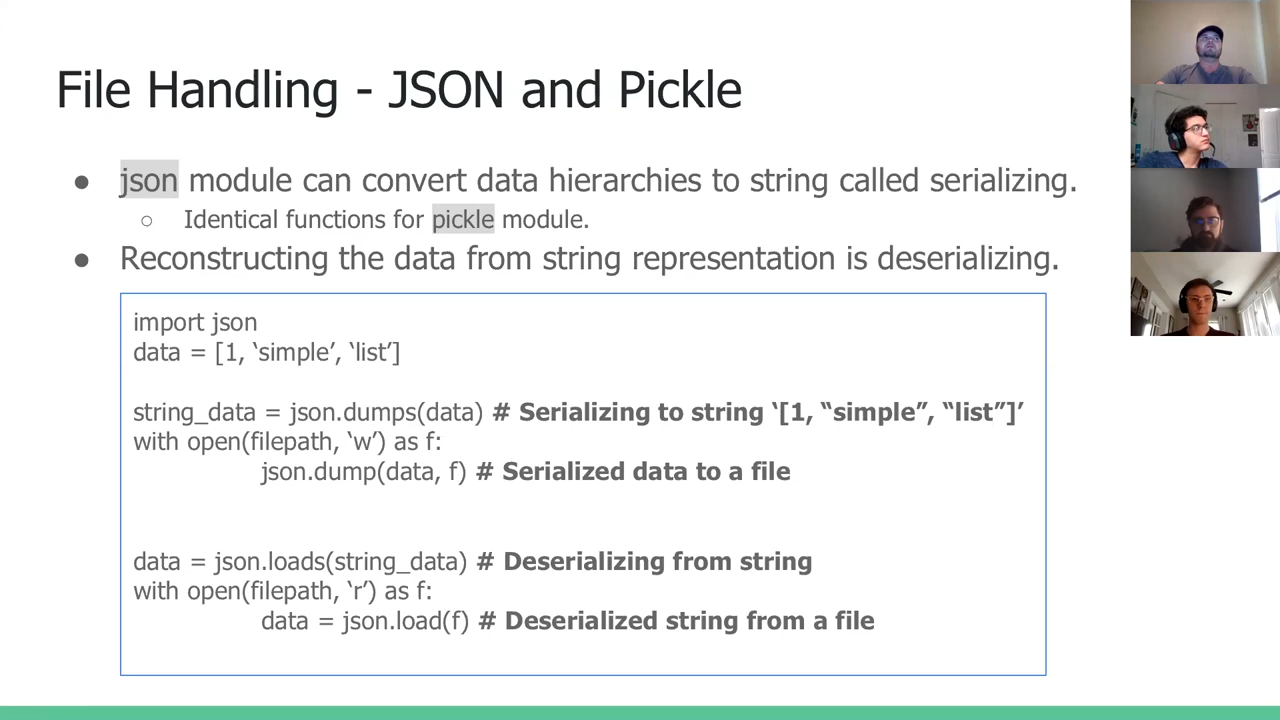 File Handling - JSON and Pickle
● json module can convert data hierarchies to string called serializing.
○ Identical functions for pickle module.
● Reconstructing the data from string representation is deserializing.
import json
data = [1, ‘simple’, ‘list’]
string_data = json.dumps(data) # Serializing to string ‘[1, “simple”, “list”]’
with open(filepath, ‘w’) as f:
json.dump(data, f) # Serialized data to a file
data = json.loads(string_data) # Deserializing from string
with open(filepath, ‘r’) as f:
data = json.load(f) # Deserialized string from a file